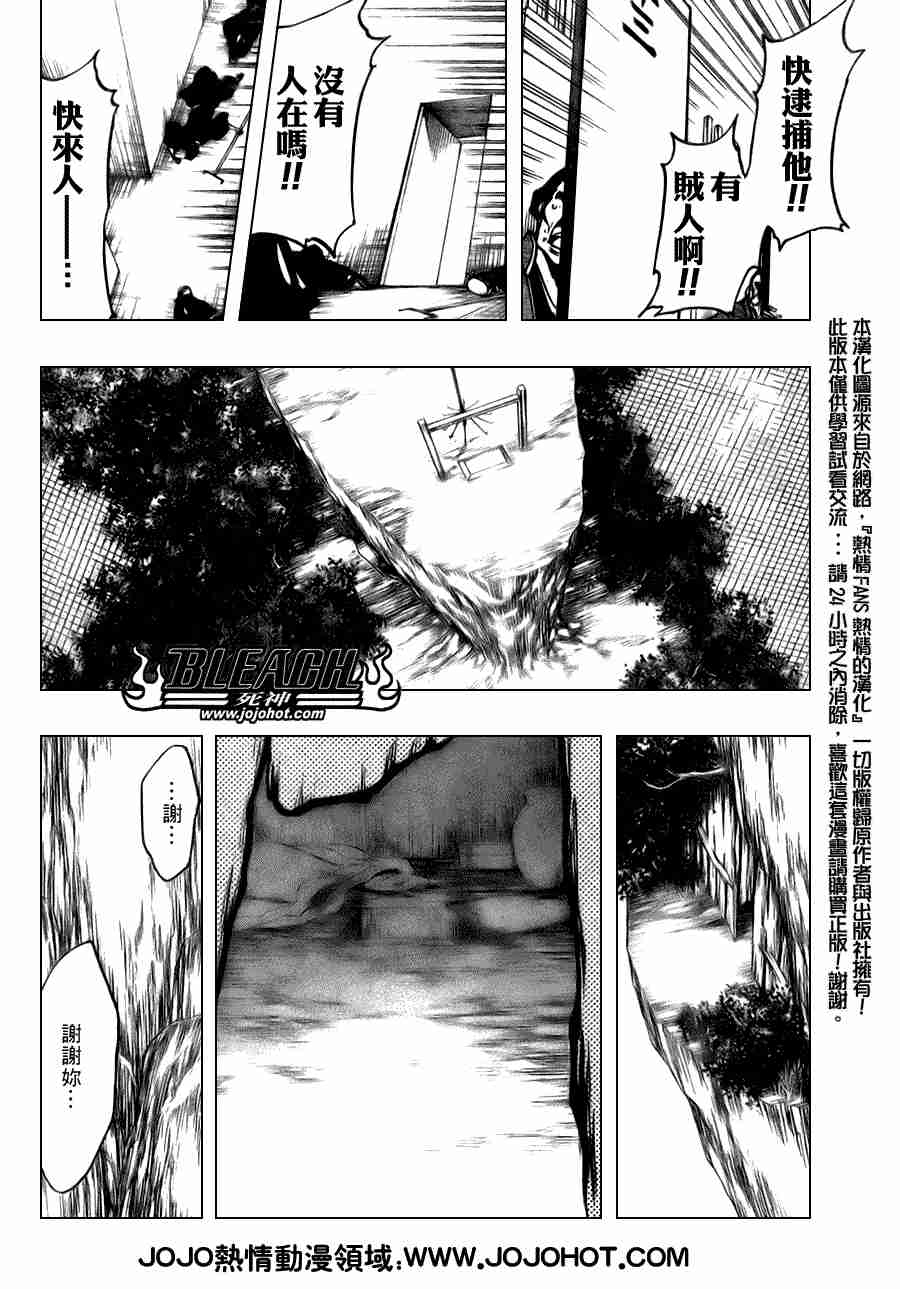 快逮捕他!!
有
賊人啊!!
沒有
人在嗎!!
快來人——…
BLEACH
死神
www.jojohot.com
…謝…
謝謝妳…
本漢化圖源來自於網路，『熱情FANS 熱情的漢化』一切版權歸原作者與出版社擁有！
此版本僅供學習試看交流…請24小時之內消除，喜歡這套漫畫請購買正版！謝謝。
JOJO熱情動漫領域:WWW.JOJOHOT.COM